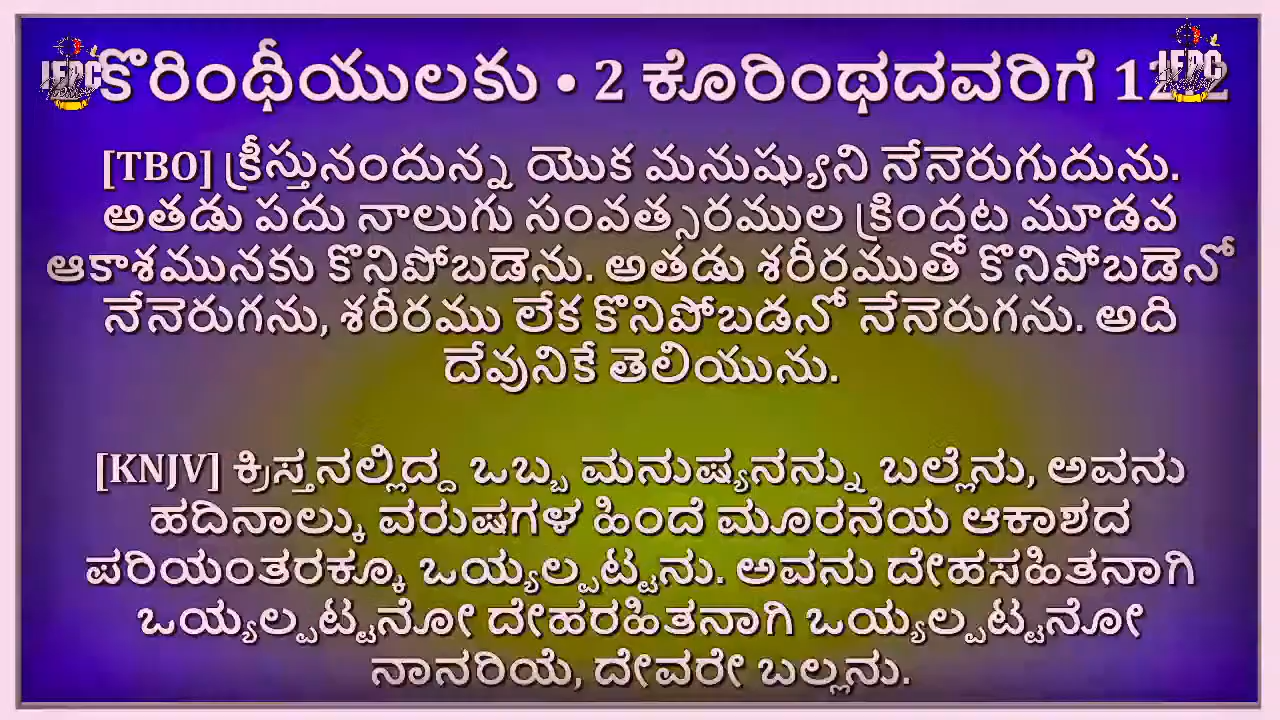 కొరింథీయులకు • 2 ಕೊರಿಂಥದವರಿಗೆ
[TBO] క్రీస్తునందున్న యొక మనుష్యుని నేనెరుగుదును.
అతడు పదు నాలుగు సంవత్సరముల క్రిందట మూడవ
ఆకాశమునకు కొనిపోబడెను. అతడు శరీరముతో కొనిపోబడెనో
నేనెరుగను, శరీరము లేక కొనిపోబడనో నేనెరుగను. అది
దేవునికే తెలియును.
[KNJV] ಕ್ರಿಸ್ತನಲ್ಲಿದ್ದ ಒಬ್ಬ ಮನುಷ್ಯನನ್ನು ಬಲ್ಲೆನು, ಅವನು
ಹದಿನಾಲ್ಕು ವರುಷಗಳ ಹಿಂದೆ ಮೂರನೆಯ ಆಕಾಶದ
ಪರಿಯಂತರಕ್ಕೂ ಒಯ್ಯಲ್ಪಟ್ಟನು. ಅವನು ದೇಹಸಹಿತನಾಗಿ
ಒಯ್ಯಲ್ಪಟ್ಟನೋ ದೇಹರಹಿತನಾಗಿ ಒಯ್ಯಲ್ಪಟ್ಟನೋ
ನಾನರಿಯೆ, ದೇವರೇ ಬಲ್ಲನು.